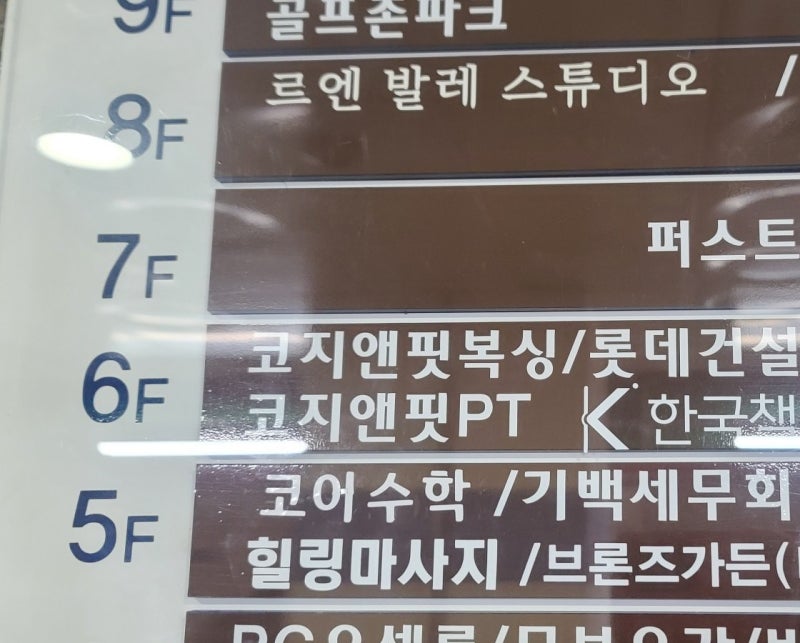 9F 골프존파크
8F 르엔 발레 스튜디오 /
7F 퍼스트
6F 코지앤핏복싱/롯데건설
코지앤핏PT K 한국책
5F 코어수학 /기백세무회
힐링마사지 /브론즈가든(